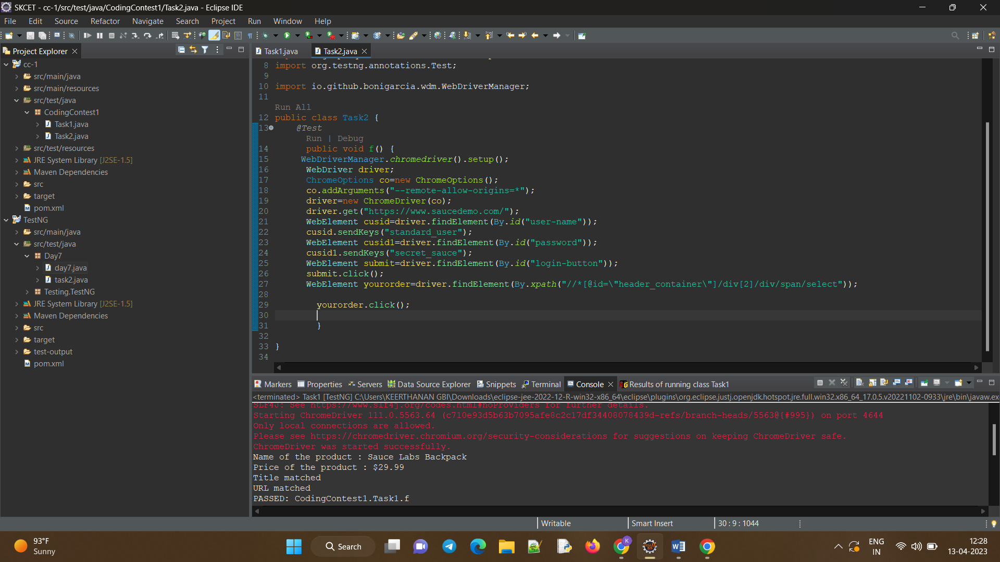 SKCET - cc-1/src/test/java/CodingContest1/Task2.java - Eclipse IDE
File Edit Source Refactor Navigate Search Project Run Window Help
Project Explorer
cc-1
src/main/java
src/main/resources
src/test/java
CodingContest1
Task1.java
Task2.java
src/test/resources
JRE System Library [J2SE-1.5]
Maven Dependencies
src
target
pom.xml
TestNG
src/main/java
src/test/java
Day7
day7.java
task2.java
Testing.TestNG
JRE System Library [J2SE-1.5]
Maven Dependencies
src
target
test-output
pom.xml
Task1.java Task2.java
8 import org.testng.annotations.Test;
9
10 import io.github.bonigarcia.wdm.WebDriverManager;
11
Run All
12 public class Task2 {
13 @Test
Run | Debug
14 public void f() {
15 WebDriverManager.chromedriver().setup();
16 WebDriver driver;
17 ChromeOptions co=new ChromeOptions();
18 co.addArguments("--remote-allow-origins=*");
19 driver=new ChromeDriver(co);
20 driver.get("https://www.saucedemo.com/");
21 WebElement cusid=driver.findElement(By.id("user-name"));
22 cusid.sendKeys("standard_user");
23 WebElement cusid1=driver.findElement(By.id("password"));
24 cusid1.sendKeys("secret_sauce");
25 WebElement submit=driver.findElement(By.id("login-button"));
26 submit.click();
27 WebElement yourorder=driver.findElement(By.xpath("//*[@id=\"header_container\"]/div[2]/div/span/select"));
28
29 yourorder.click();
30
31 }
32
33 }
34
Markers Properties Servers Data Source Explorer Snippets Terminal Console Results of running class Task1
<terminated> Task1 [TestNG] C:\Users\KEERTHANAN GBI\Downloads\eclipse-jee-2022-12-R-win32-x86_64\eclipse\plugins\org.eclipse.justj.openjdk.hotspot.jre.full.win32.x86_64_17.0.5.v20221102-0933\jre\bin\javaw.ex
SLF4J: See https://www.slf4j.org/codes.html#noProviders for further details.
Starting ChromeDriver 111.0.5563.64 (c710e93d5b63b7095afe8c2c17df34408078439d-refs/branch-heads/5563@{#995}) on port 4644
Only local connections are allowed.
Please see https://chromedriver.chromium.org/security-considerations for suggestions on keeping ChromeDriver safe.
ChromeDriver was started successfully.
Name of the product : Sauce Labs Backpack
Price of the product : $29.99
Title matched
URL matched
PASSED: CodingContest1.Task1.f
Writable Smart Insert 30 : 9 : 1044
93°F
Sunny
Search
ENG
IN
12:28
13-04-2023